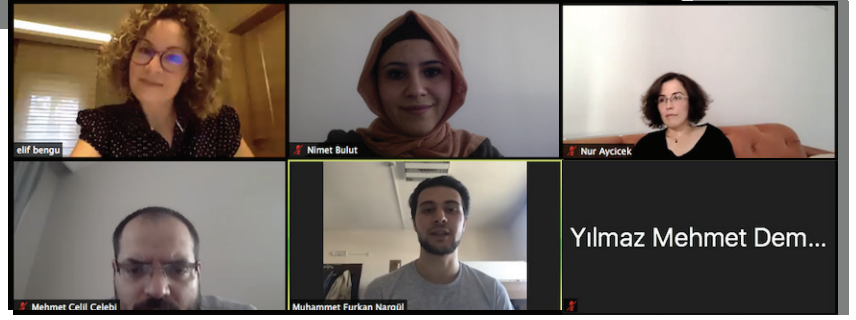 elif bengu
Nimet Bulut
Nur Aycicek
Mehmet Celil Celebi
Muhammet Furkan Nargül
Yılmaz Mehmet Dem...